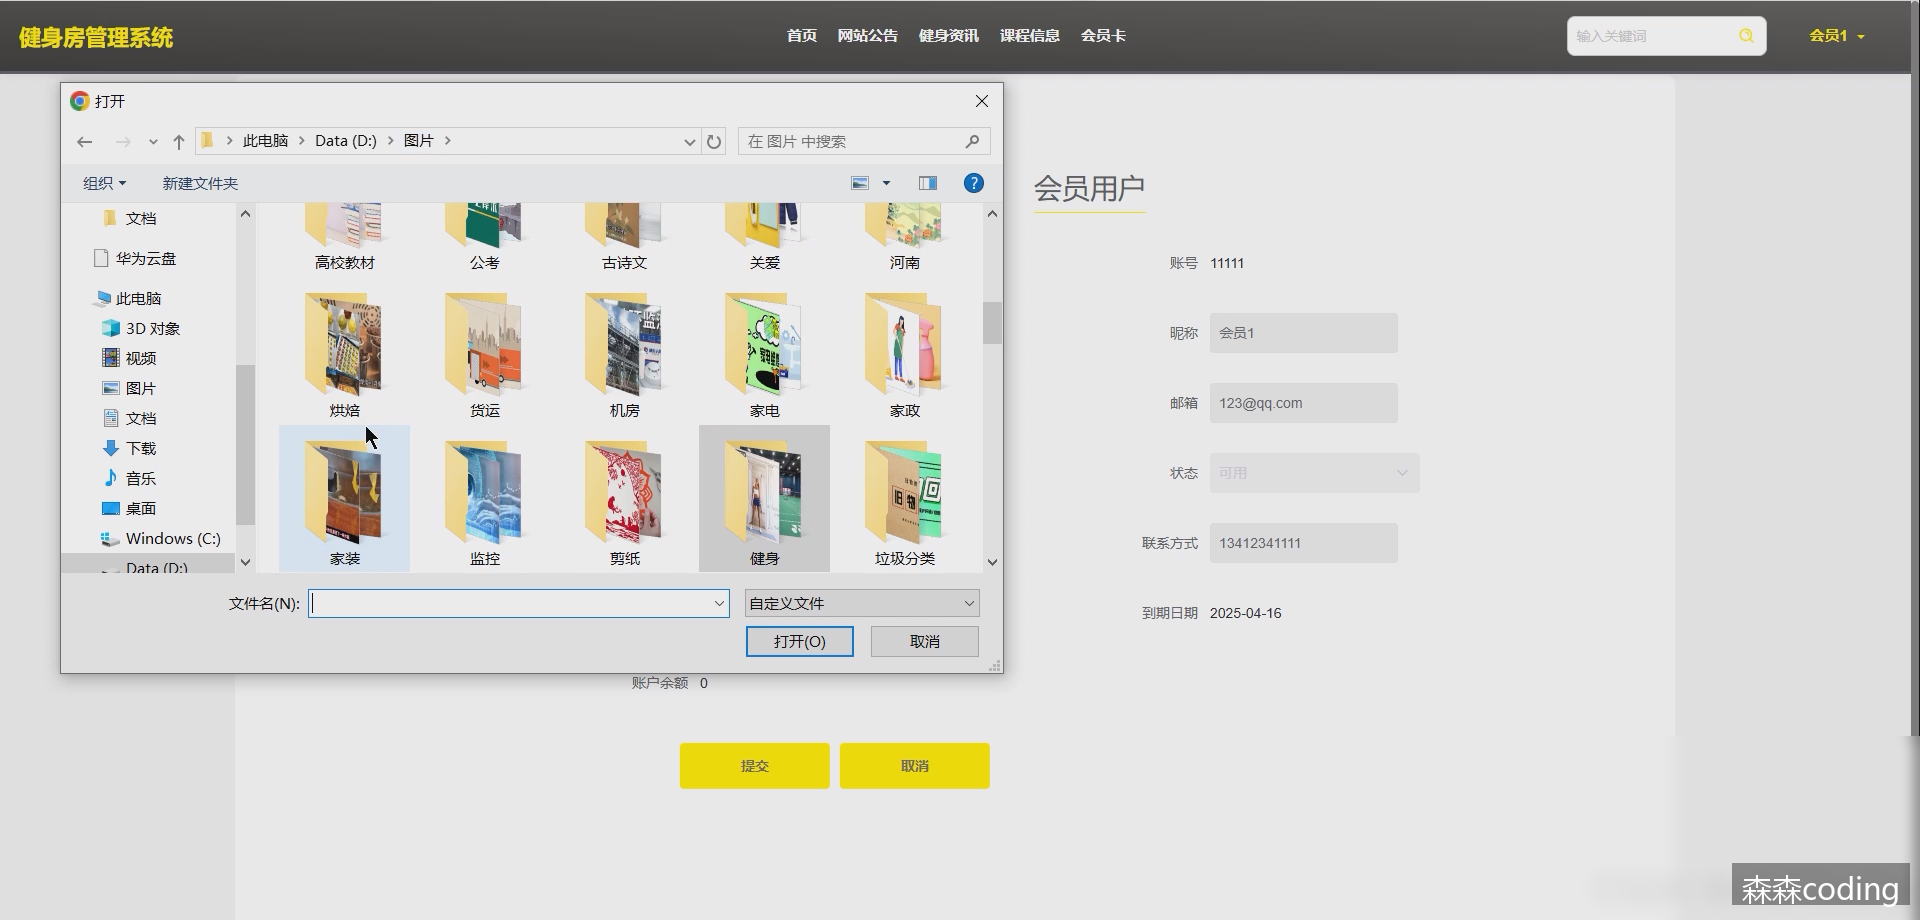 健身房管理系统
首页 网站公告 健身资讯 课程信息 会员卡
输入关键词
会员1
打开
此电脑 Data (D:) 图片
在 图片 中搜索
组织 新建文件夹
文档
华为云盘
此电脑
3D 对象
视频
图片
文档
下载
音乐
桌面
Windows (C:)
Data (D:)
高校教材 公考 古诗文 关爱 河南
烘焙 货运 机房 家电 家政
家装 监控 剪纸 健身 垃圾分类
文件名(N):
自定义文件
打开(O) 取消
会员用户
账号 11111
昵称 会员1
邮箱 123@qq.com
状态 可用
联系方式 13412341111
到期日期 2025-04-16
账户余额 0
提交 取消
森森coding